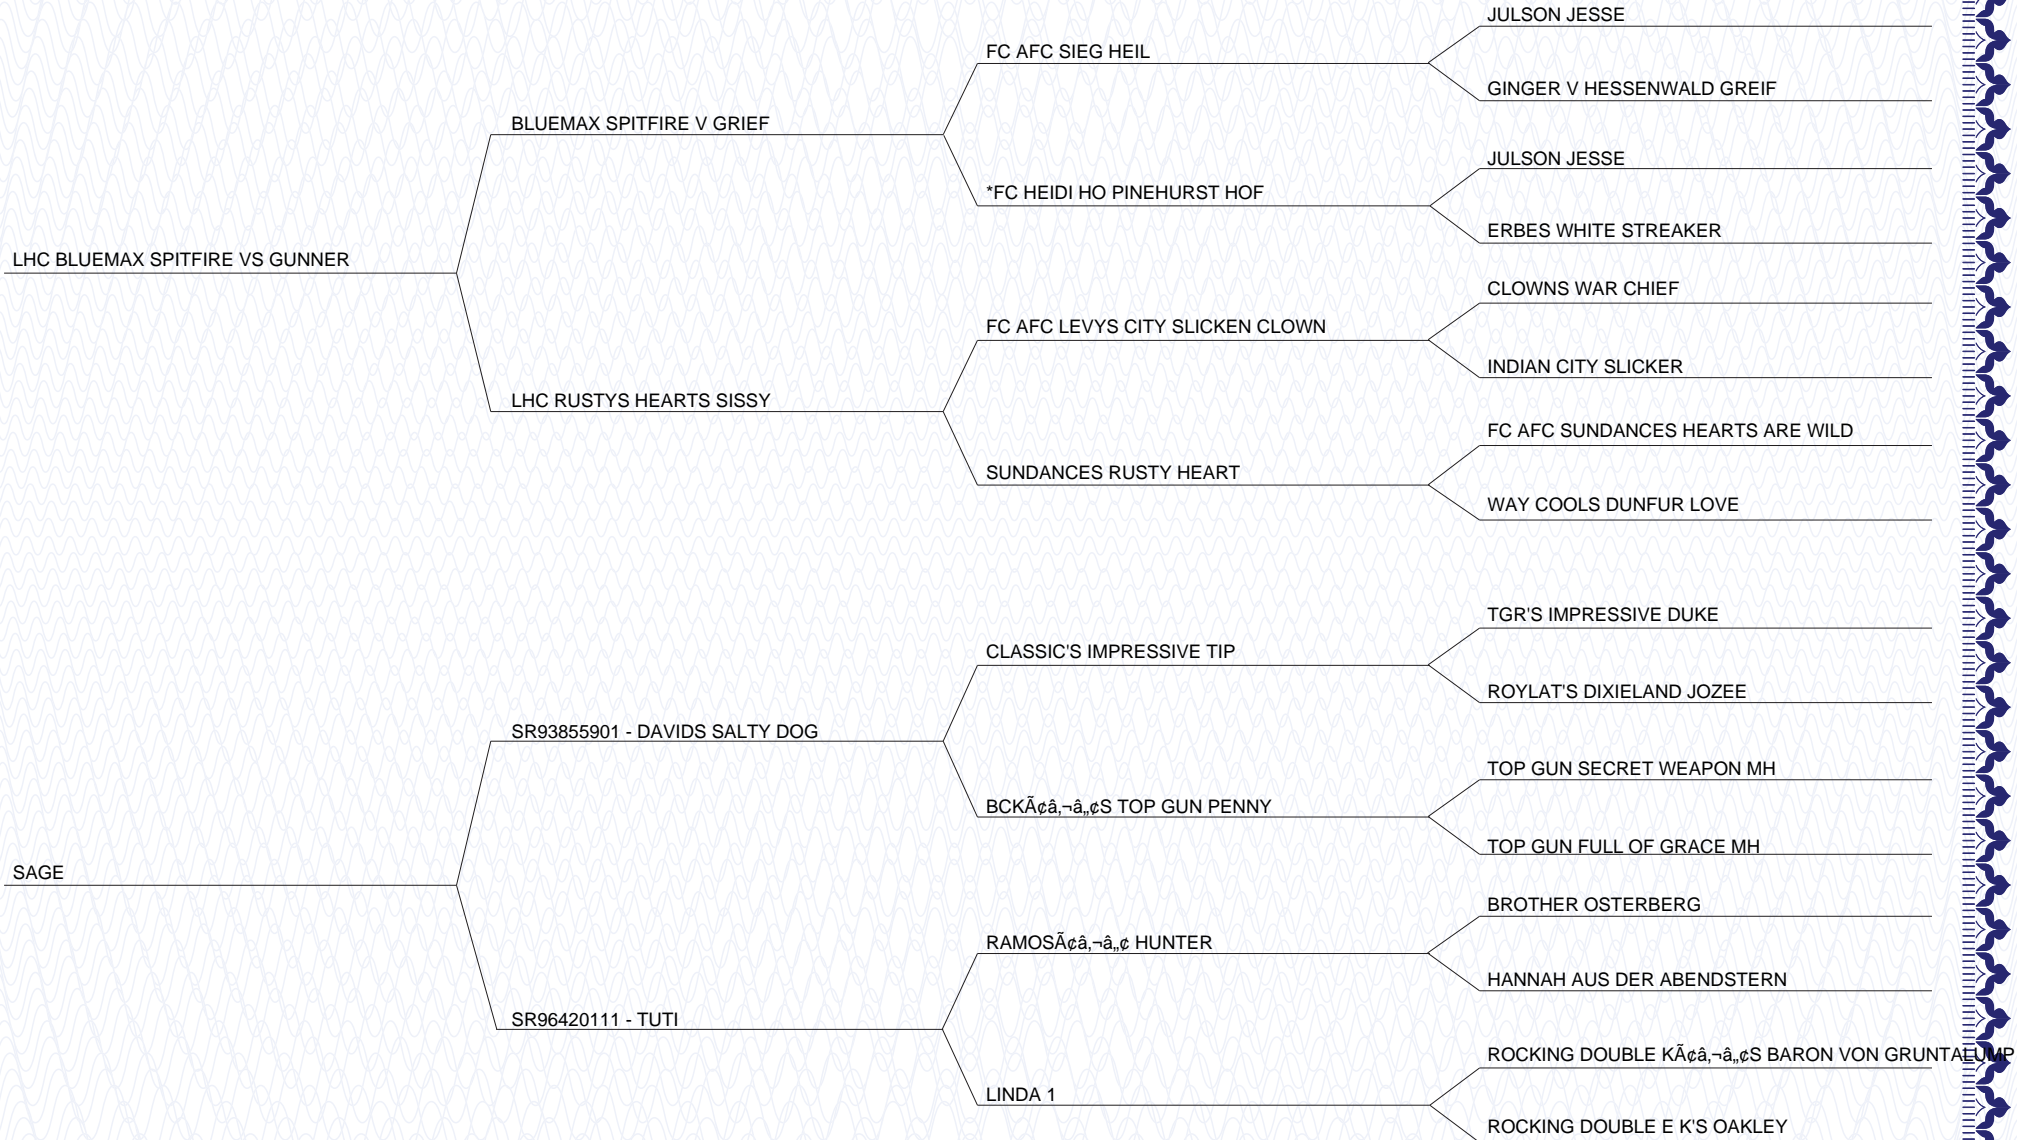 JULSON JESSE
FC AFC SIEG HEIL
GINGER V HESSENWALD GREIF
BLUEMAX SPITFIRE V GRIEF
JULSON JESSE
*FC HEIDI HO PINEHURST HOF
ERBES WHITE STREAKER
LHC BLUEMAX SPITFIRE VS GUNNER
CLOWNS WAR CHIEF
FC AFC LEVYS CITY SLICKEN CLOWN
INDIAN CITY SLICKER
LHC RUSTYS HEARTS SISSY
FC AFC SUNDANCES HEARTS ARE WILD
SUNDANCES RUSTY HEART
WAY COOLS DUNFUR LOVE
TGR'S IMPRESSIVE DUKE
CLASSIC'S IMPRESSIVE TIP
ROYLAT'S DIXIELAND JOZEE
SR93855901 - DAVIDS SALTY DOG
TOP GUN SECRET WEAPON MH
BCKÃ¢â‚¬â„¢S TOP GUN PENNY
TOP GUN FULL OF GRACE MH
SAGE
BROTHER OSTERBERG
RAMOSÃ¢â‚¬â„¢ HUNTER
HANNAH AUS DER ABENDSTERN
SR96420111 - TUTI
ROCKING DOUBLE KÃ¢â‚¬â„¢S BARON VON GRUNTALUMP
LINDA 1
ROCKING DOUBLE E K'S OAKLEY